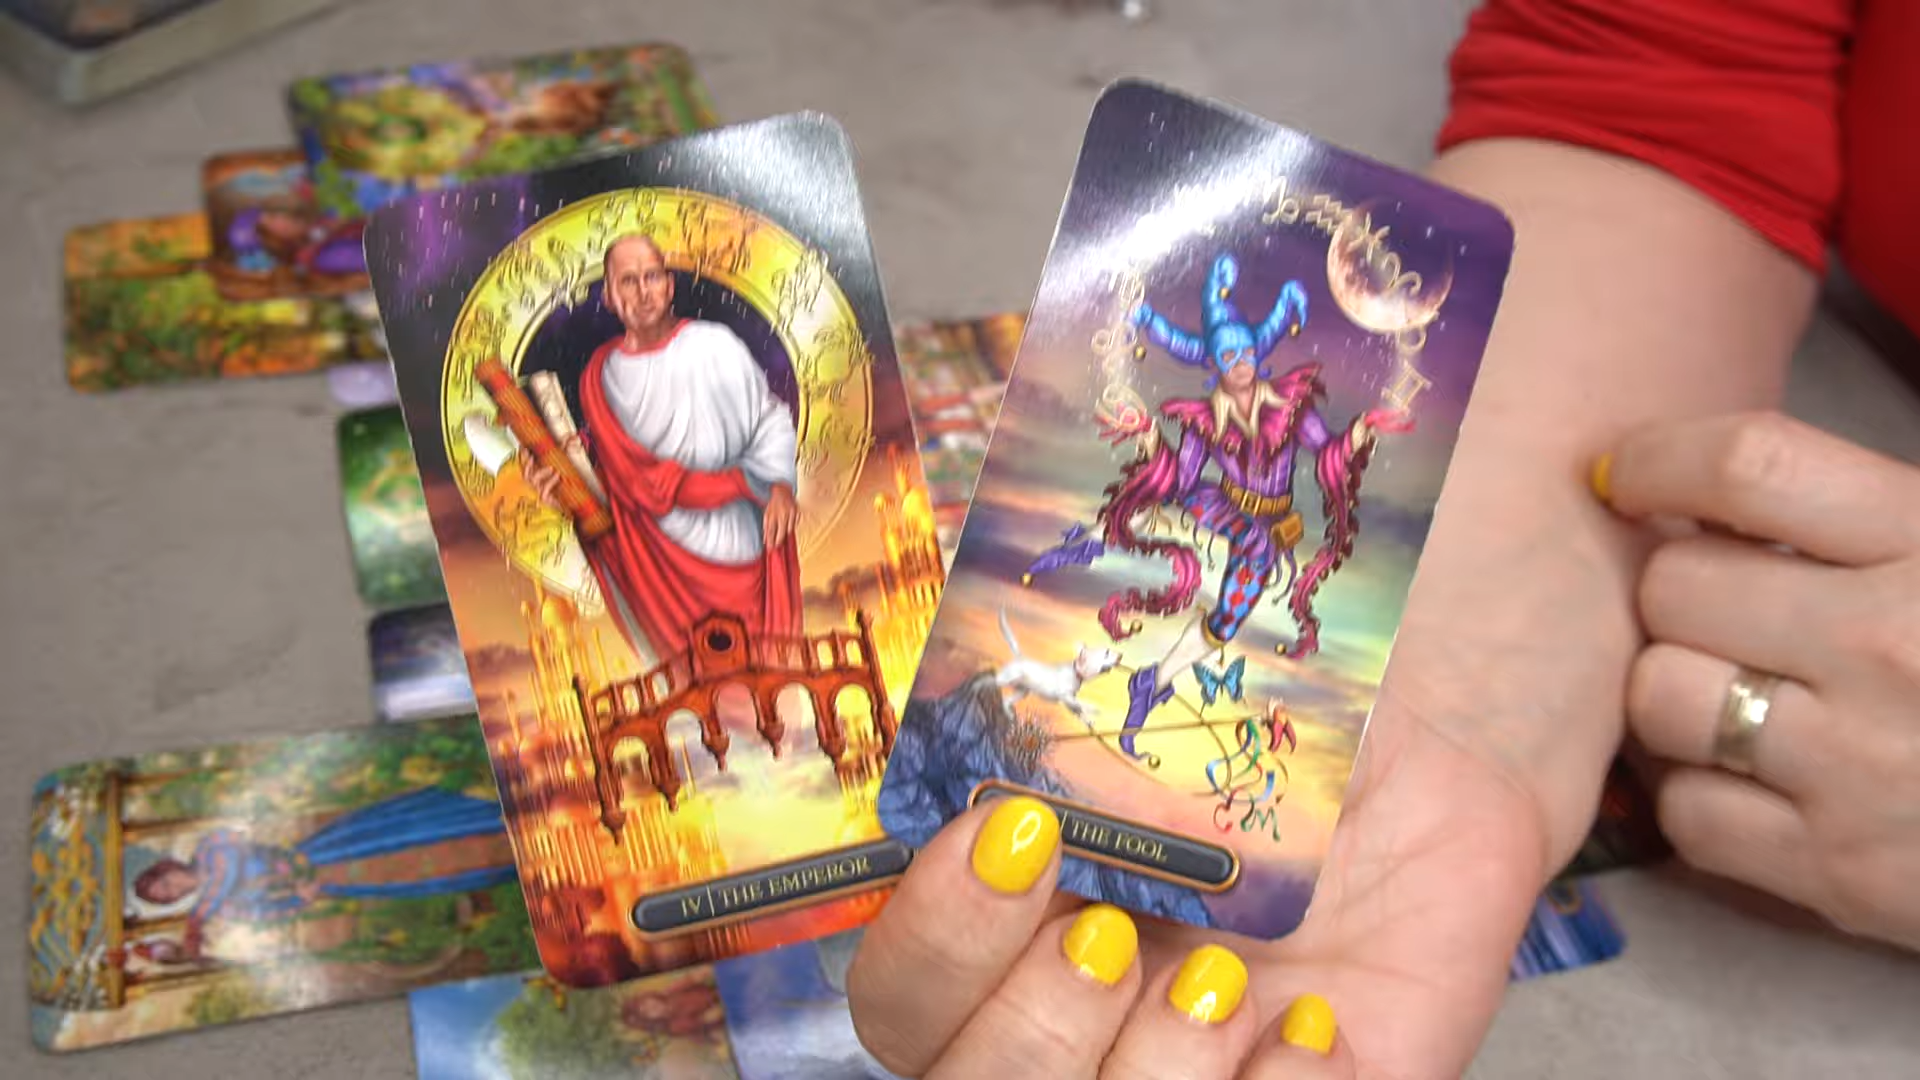 IV | THE EMPEROR
| THE FOOL